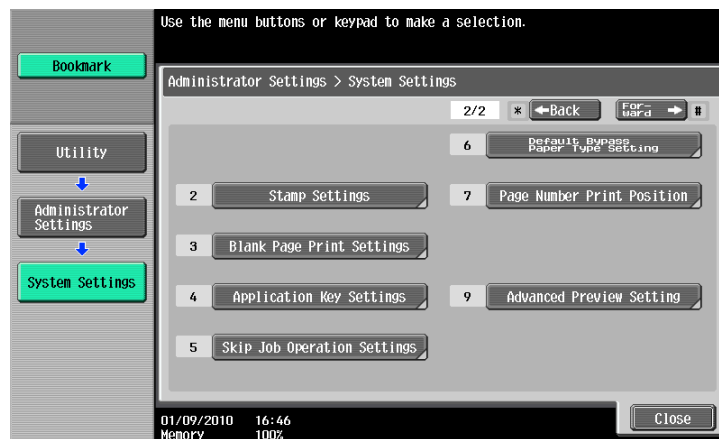 Use the menu buttons or keypad to make a selection.
Bookmark
Administrator Settings > System Settings
2/2 * ←Back For- ward → #
Utility
Administrator
Settings
System Settings
6 Default Bypass
Paper Type Setting
2 Stamp Settings
7 Page Number Print Position
3 Blank Page Print Settings
4 Application Key Settings
9 Advanced Preview Setting
5 Skip Job Operation Settings
01/09/2010 16:46
Memory 100%
Close